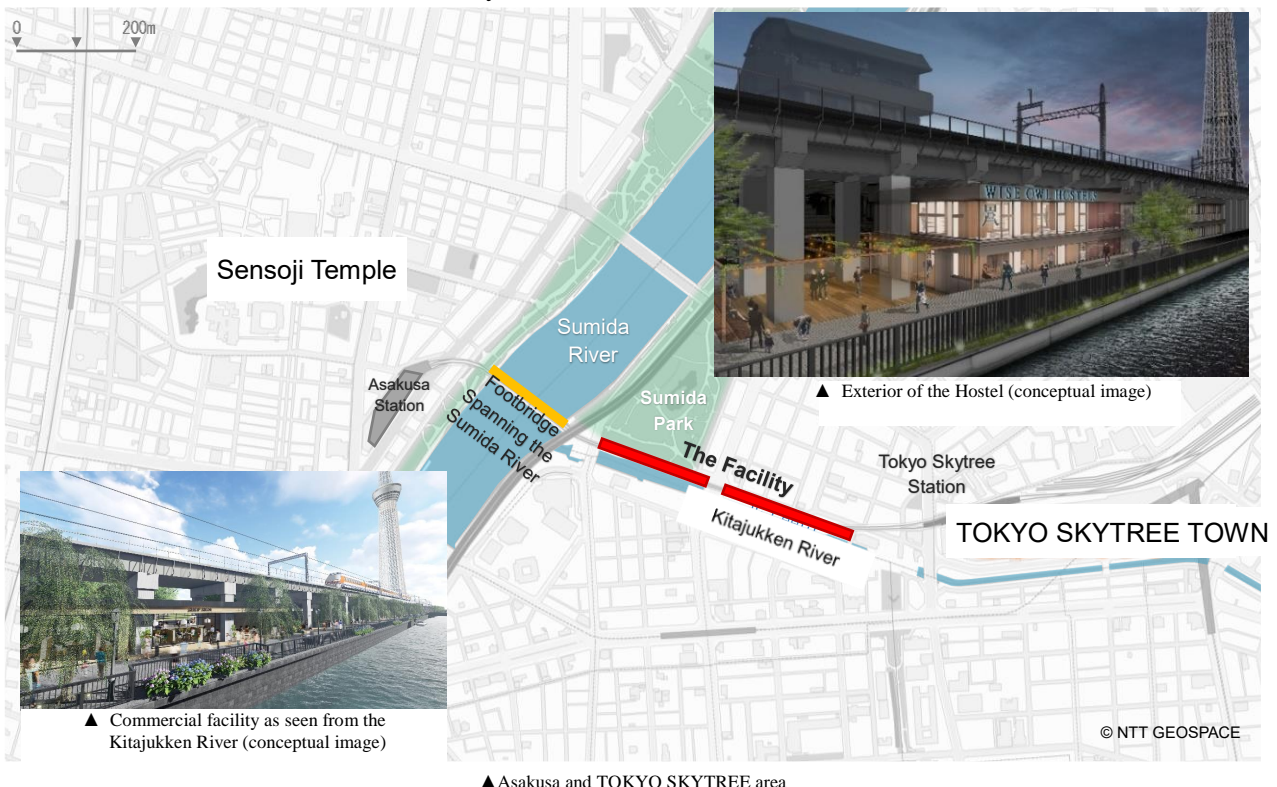 0 200m
WISE OWL HOSTELS
▲ Exterior of the Hostel (conceptual image)
Sensoji Temple
Sumida
River
Asakusa
Station
Footbridge
Spanning the
Sumida River
Sumida
Park
The Facility
Tokyo Skytree
Station
Kitajukken River
TOKYO SKYTREE TOWN
▲ Commercial facility as seen from the
Kitajukken River (conceptual image)
© NTT GEOSPACE
▲Asakusa and TOKYO SKYTREE area